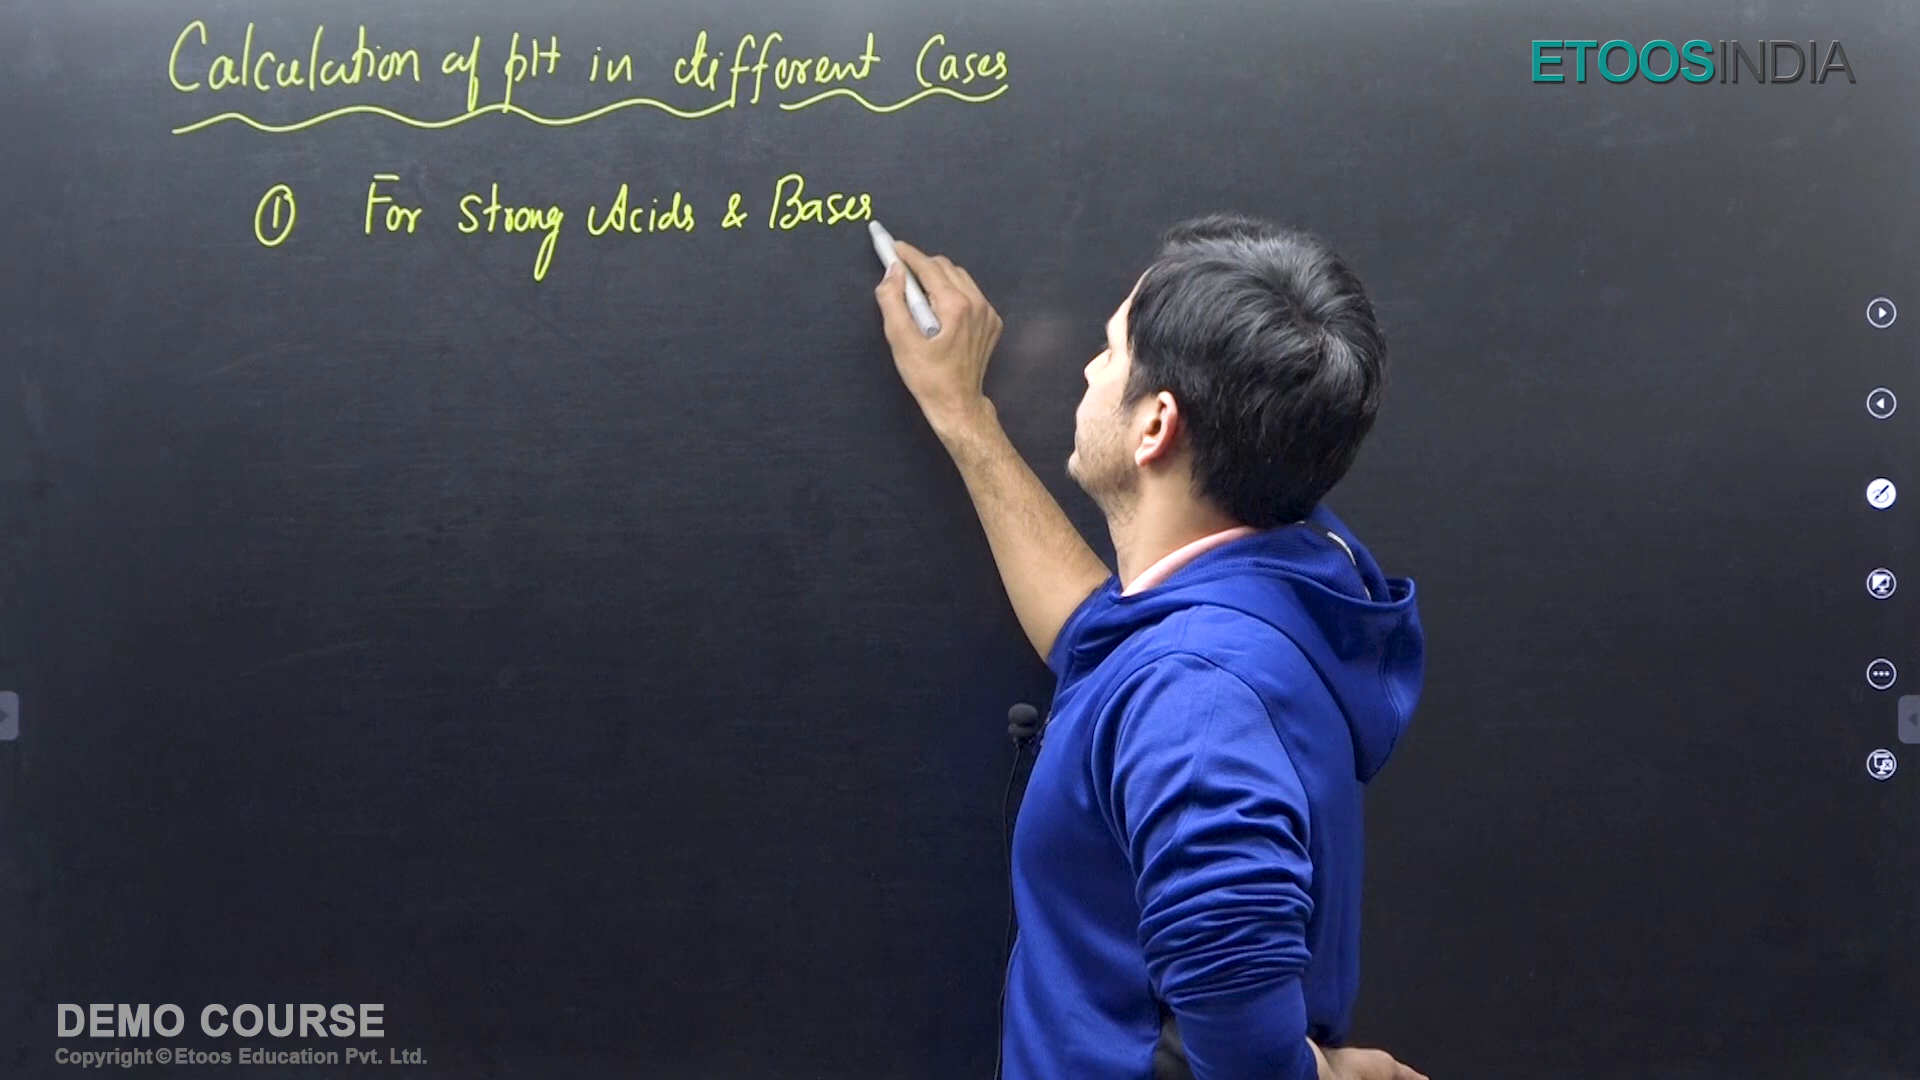 Calculation of pH in different Cases
ETOOSINDIA
① For Strong Acids & Bases
DEMO COURSE
Copyright©Etoos Education Pvt. Ltd.